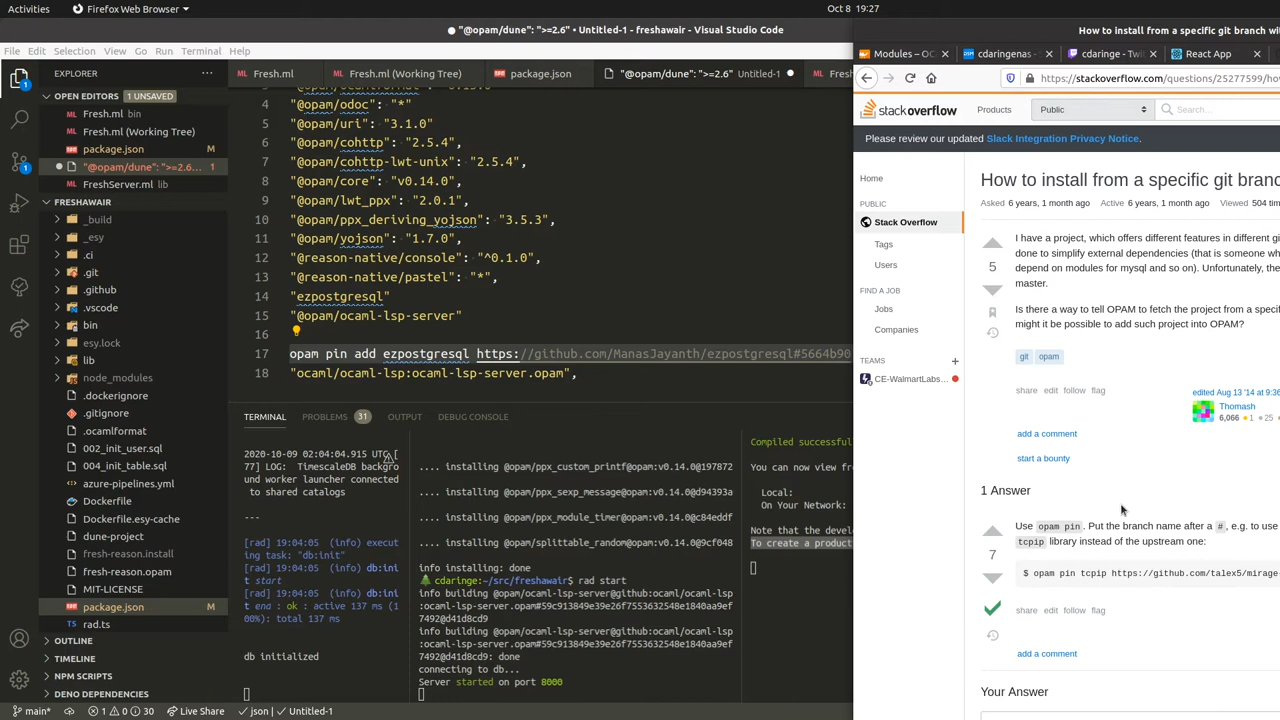 Activities
Firefox Web Browser
Oct 8 19:27
"@opam/dune": ">=2.6" • Untitled-1 - freshawair - Visual Studio Code
File Edit Selection View Go Run Terminal Help
EXPLORER
OPEN EDITORS 1 UNSAVED
Fresh.ml bin
Fresh.ml (Working Tree)
package.json M
"@opam/dune": ">=2.6... 1
FreshServer.ml lib
FRESHAWAIR
_build
_esy
.ci
.git
.github
.vscode
bin
esy.lock
lib
node_modules
.dockerignore
.gitignore
.ocamlformat
002_init_user.sql
004_init_table.sql
azure-pipelines.yml
Dockerfile
Dockerfile.esy-cache
dune-project
fresh-reason.install
fresh-reason.opam
MIT-LICENSE
package.json M
rad.ts
OUTLINE
TIMELINE
NPM SCRIPTS
DENO DEPENDENCIES
main* 1 0 30 Live Share json | Untitled-1
Fresh.ml
Fresh.ml (Working Tree)
package.json
"@opam/dune": ">=2.6" Untitled-1
4 "@opam/odoc": "*"
5 "@opam/uri": "3.1.0"
6 "@opam/cohttp": "2.5.4",
7 "@opam/cohttp-lwt-unix": "2.5.4",
8 "@opam/core": "v0.14.0",
9 "@opam/lwt_ppx": "2.0.1",
10 "@opam/ppx_deriving_yojson": "3.5.3",
11 "@opam/yojson": "1.7.0",
12 "@reason-native/console": "^0.1.0",
13 "@reason-native/pastel": "*",
14 "ezpostgresql"
15 "@opam/ocaml-lsp-server"
16
17 opam pin add ezpostgresql https://github.com/ManasJayanth/ezpostgresql#5664b90
18 "ocaml/ocaml-lsp:ocaml-lsp-server.opam",
TERMINAL PROBLEMS 31 OUTPUT DEBUG CONSOLE
2020-10-09 02:04:04.915 UTC [
77] LOG: TimescaleDB backgro
und worker launcher connected
to shared catalogs
---
[rad] 19:04:05 (info) execut
ing task: "db:init"
[rad] 19:04:05 (info) db:ini
t start
[rad] 19:04:05 (info) db:ini
t end : ok : active 137 ms (1
00%): total 137 ms
db initialized
.... installing @opam/ppx_custom_printf@opam:v0.14.0@197872
.... installing @opam/ppx_sexp_message@opam:v0.14.0@d94393a
.... installing @opam/ppx_module_timer@opam:v0.14.0@c84eddf
.... installing @opam/splittable_random@opam:v0.14.0@9cf048
info installing: done
cdaringe:~/src/freshawair$ rad start
info building @opam/ocaml-lsp-server@github:ocaml/ocaml-lsp
:ocaml-lsp-server.opam#59c913849e39e26f7553632548e1840aa9ef
7492@d41d8cd9
info building @opam/ocaml-lsp-server@github:ocaml/ocaml-lsp
:ocaml-lsp-server.opam#59c913849e39e26f7553632548e1840aa9ef
7492@d41d8cd9: done
connecting to db...
Server started on port 8000
Compiled successful
You can now view fr
Local:
On Your Network:
Note that the devel
To create a product
How to install from a specific git branch wi
Modules – OC
cdaringenas -
cdaringe - Twi
React App
https://stackoverflow.com/questions/25277599/ho
stackoverflow
Products
Public
Search...
Please review our updated Stack Integration Privacy Notice.
Home
PUBLIC
Stack Overflow
Tags
Users
FIND A JOB
Jobs
Companies
TEAMS
CE-WalmartLabs...
How to install from a specific git branc
Asked 6 years, 1 month ago Active 6 years, 1 month ago Viewed 504 tim
5
I have a project, which offers different features in different gi
done to simplify external dependencies (that is someone wh
depend on modules for mysql and so on). Unfortunately, the
master.
Is there a way to tell OPAM to fetch the project from a specif
might it be possible to add such project into OPAM?
git opam
share edit follow flag
edited Aug 13 '14 at 9:36
Thomash
6,066 1 25
add a comment
start a bounty
1 Answer
7
Use opam pin. Put the branch name after a #, e.g. to use
tcpip library instead of the upstream one:
$ opam pin tcpip https://github.com/talex5/mirage-
share edit follow flag
add a comment
Your Answer